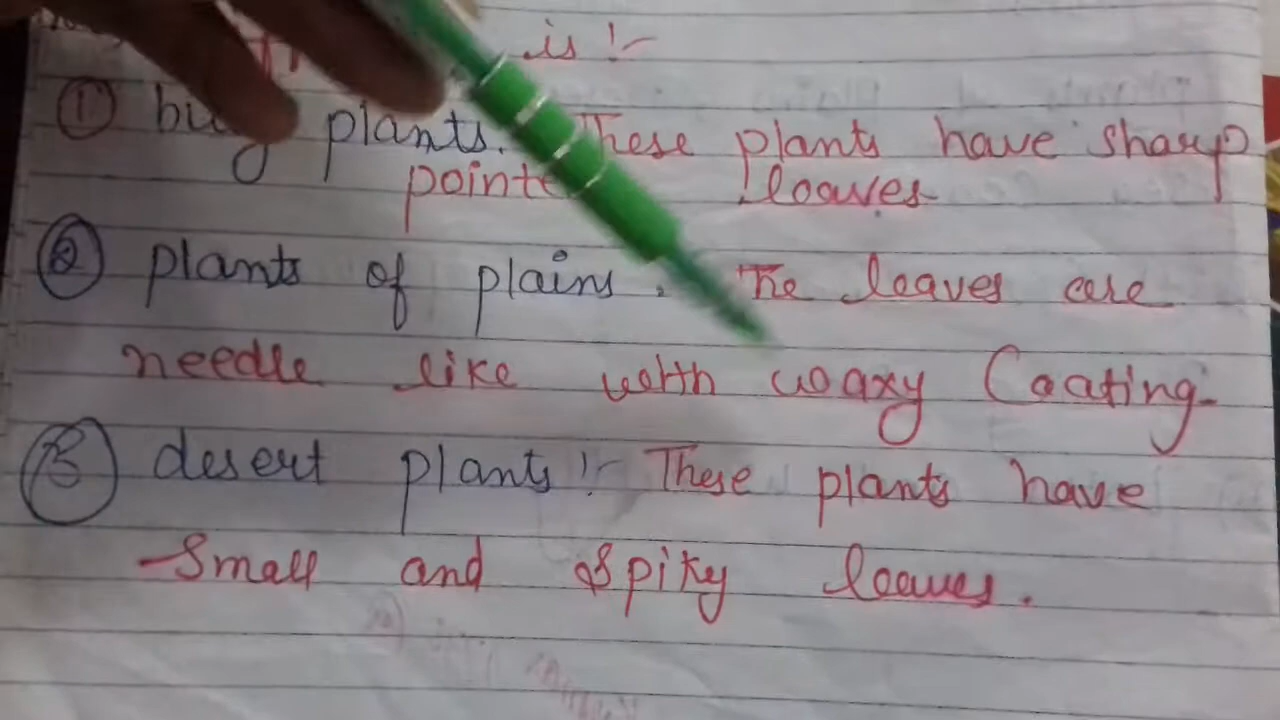 is :-
① plants. These plants have sharp
leaves
② plants of plains. The leaves are
needle like with waxy Coating.
③ desert plants :- These plants have
Small and spiky leaves.